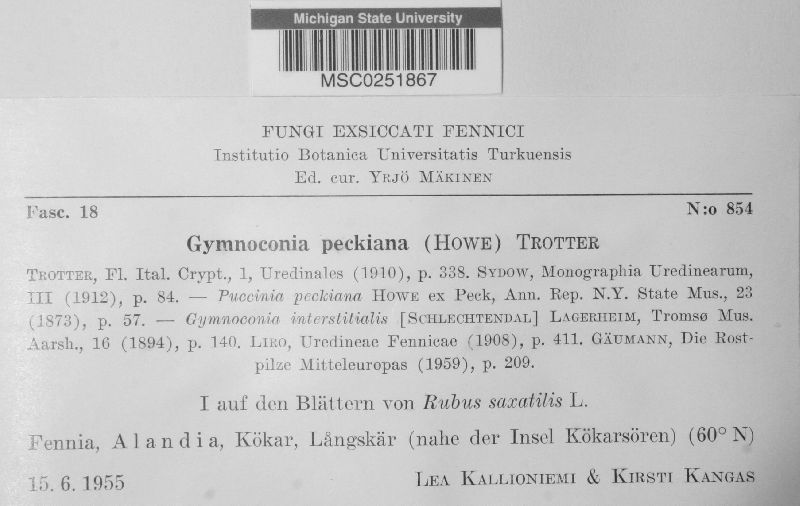 Michigan State University
MSC0251867
FUNGI EXSICCATI FENNICI
Institutio Botanica Universitatis Turkuensis
Ed. cur. YRJÖ MÄKINEN
Fasc. 18 N:o 854
Gymnoconia peckiana (HOWE) TROTTER
TROTTER, Fl. Ital. Crypt., 1, Uredinales (1910), p. 338. SYDOW, Monographia Uredinearum,
III (1912), p. 84. — Puccinia peckiana HOWE ex Peck, Ann. Rep. N.Y. State Mus., 23
(1873), p. 57. — Gymnoconia interstitialis [SCHLECHTENDAL] LAGERHEIM, Tromsø Mus.
Aarsh., 16 (1894), p. 140. LIRO, Uredineae Fennicae (1908), p. 411. GÄUMANN, Die Rost-
pilze Mitteleuropas (1959), p. 209.
I auf den Blättern von Rubus saxatilis L.
Fennia, Alandia, Kökar, Långskär (nahe der Insel Kökarsören) (60° N)
15. 6. 1955 LEA KALLIONIEMI & KIRSTI KANGAS